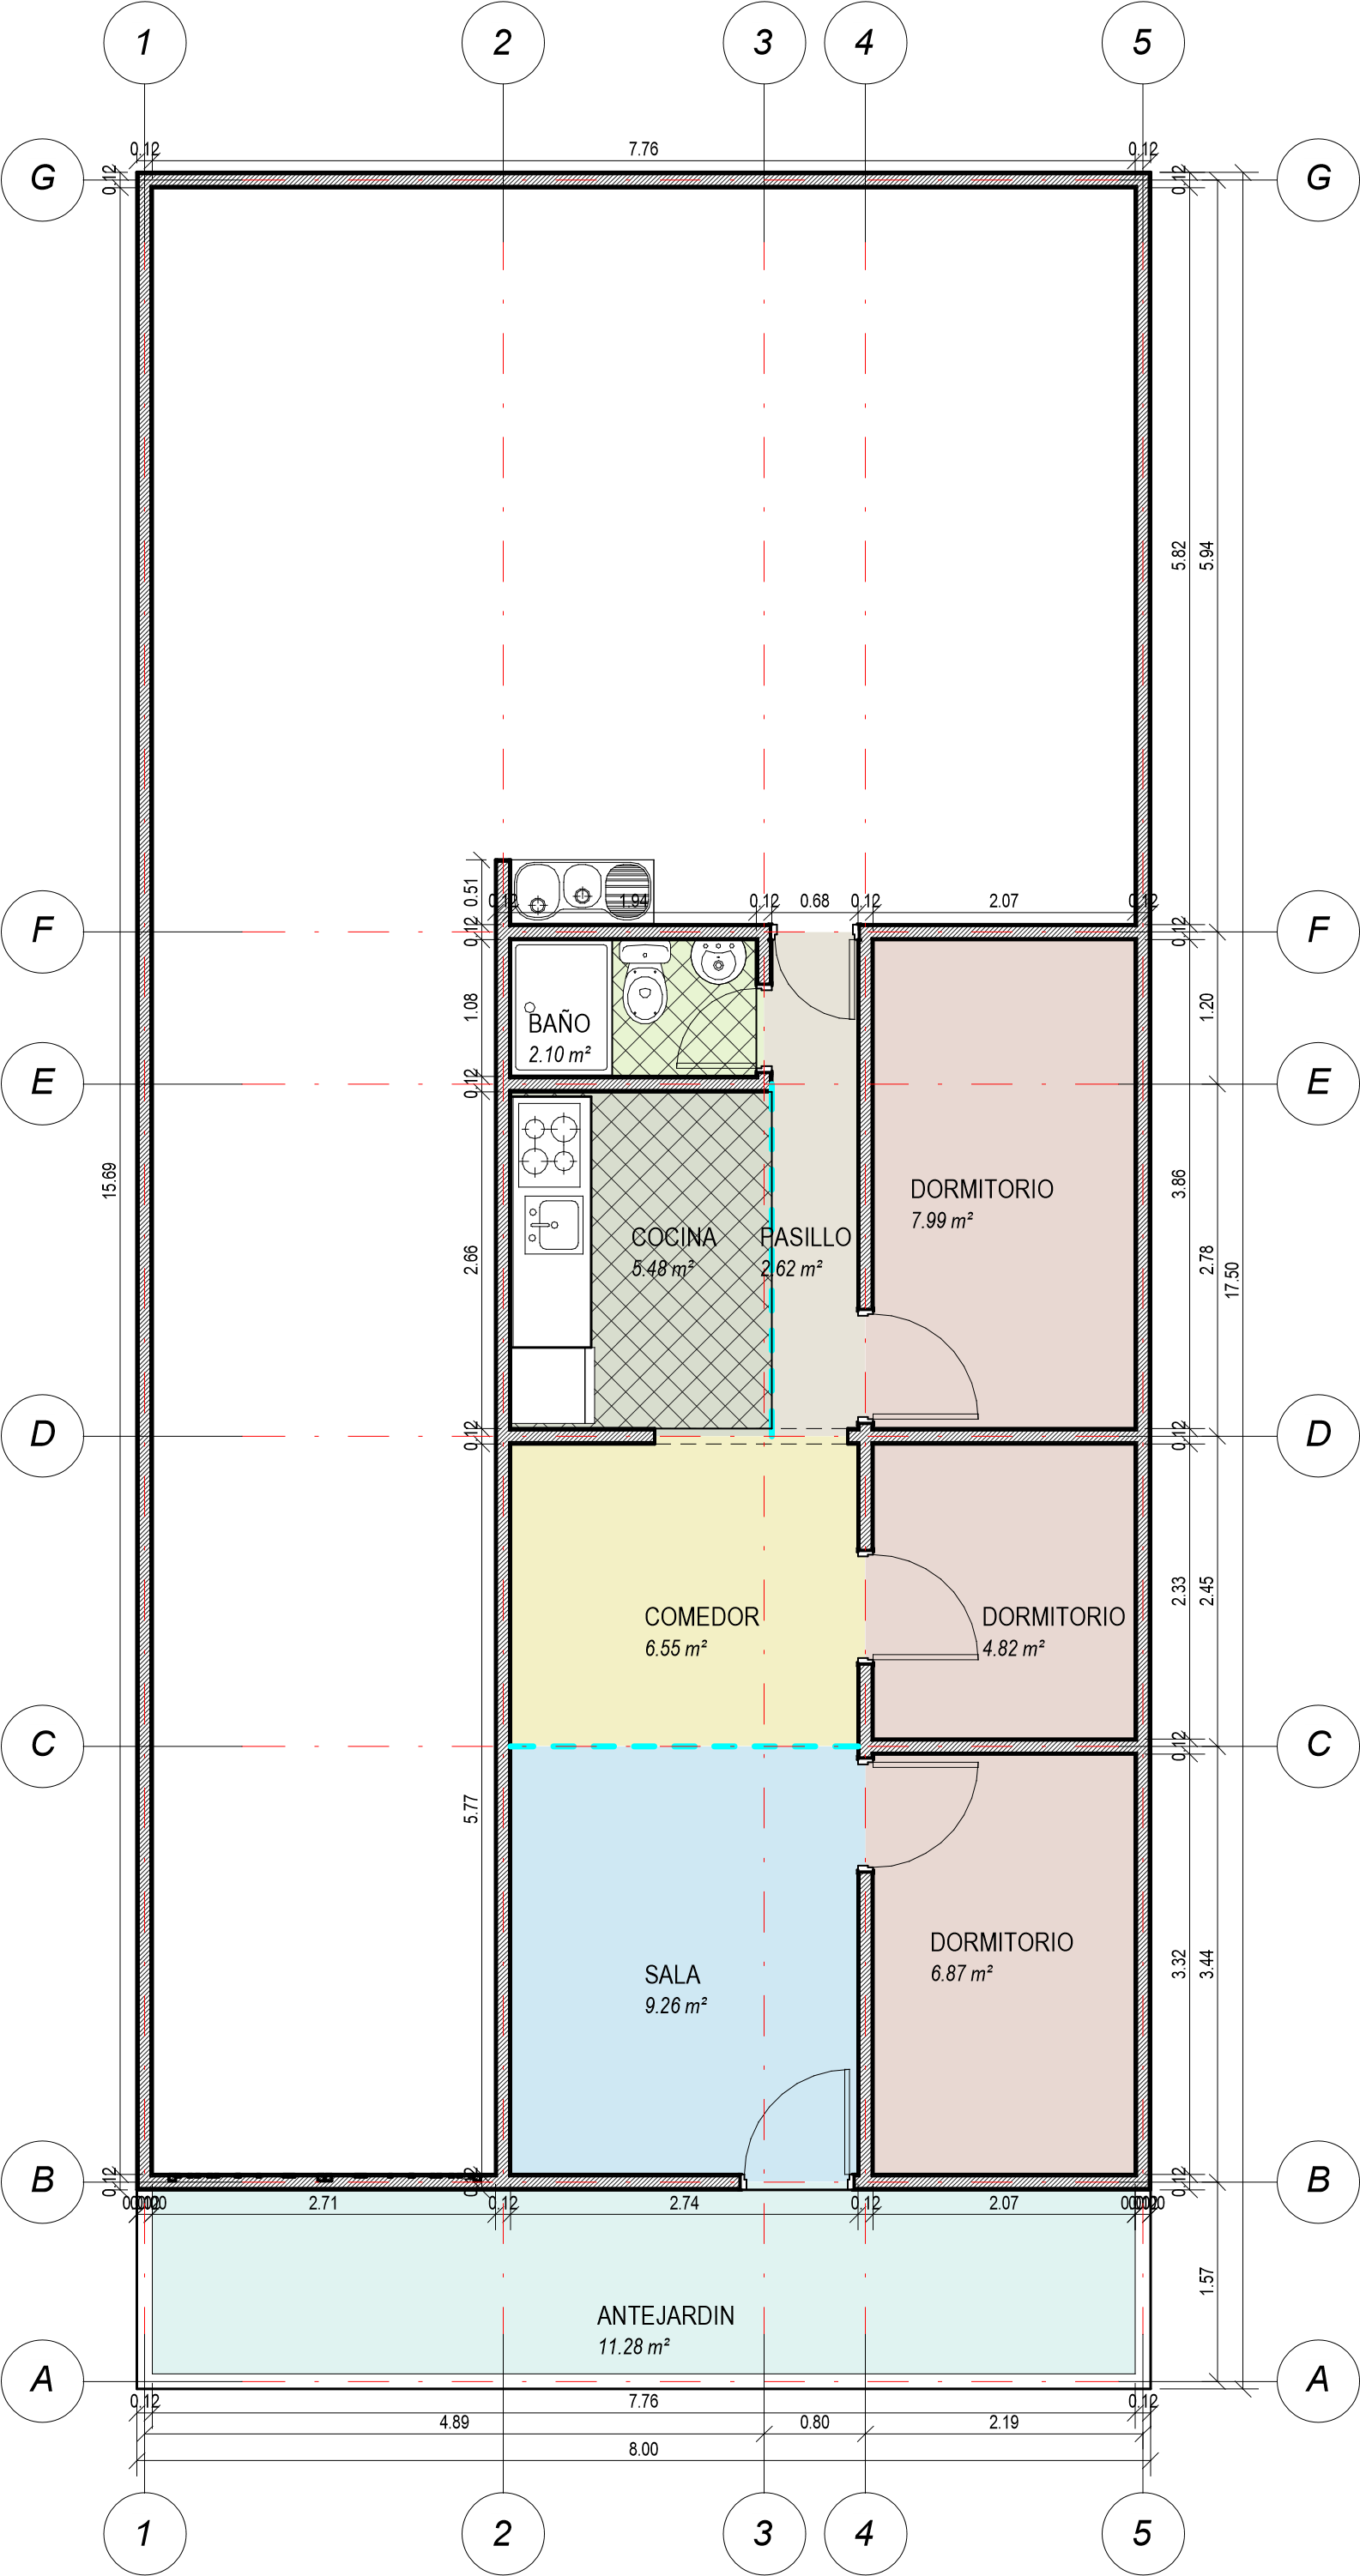 1 2 3 4 5
0.12 7.76 0.12
G G
0.12 0.12
5.82 5.94
0.51
0.12 1.94 0.12 0.68 0.12 2.07 0.12
F F
0.12 0.12
1.08 1.20
BAÑO
2.10 m²
E E
0.12
15.69
3.86
DORMITORIO
7.99 m²
COCINA PASILLO
5.48 m² 2.62 m²
2.66 2.78 17.50
D D
0.12 0.12
2.33 2.45
COMEDOR DORMITORIO
6.55 m² 4.82 m²
C C
0.12
5.77
DORMITORIO
6.87 m²
3.32 3.44
SALA
9.26 m²
B B
0.12 0.12 0.12
2.71 0.12 2.74 0.12 2.07
1.57
ANTEJARDIN
11.28 m²
A A
0.12 7.76 0.12
4.89 0.80 2.19
8.00
1 2 3 4 5